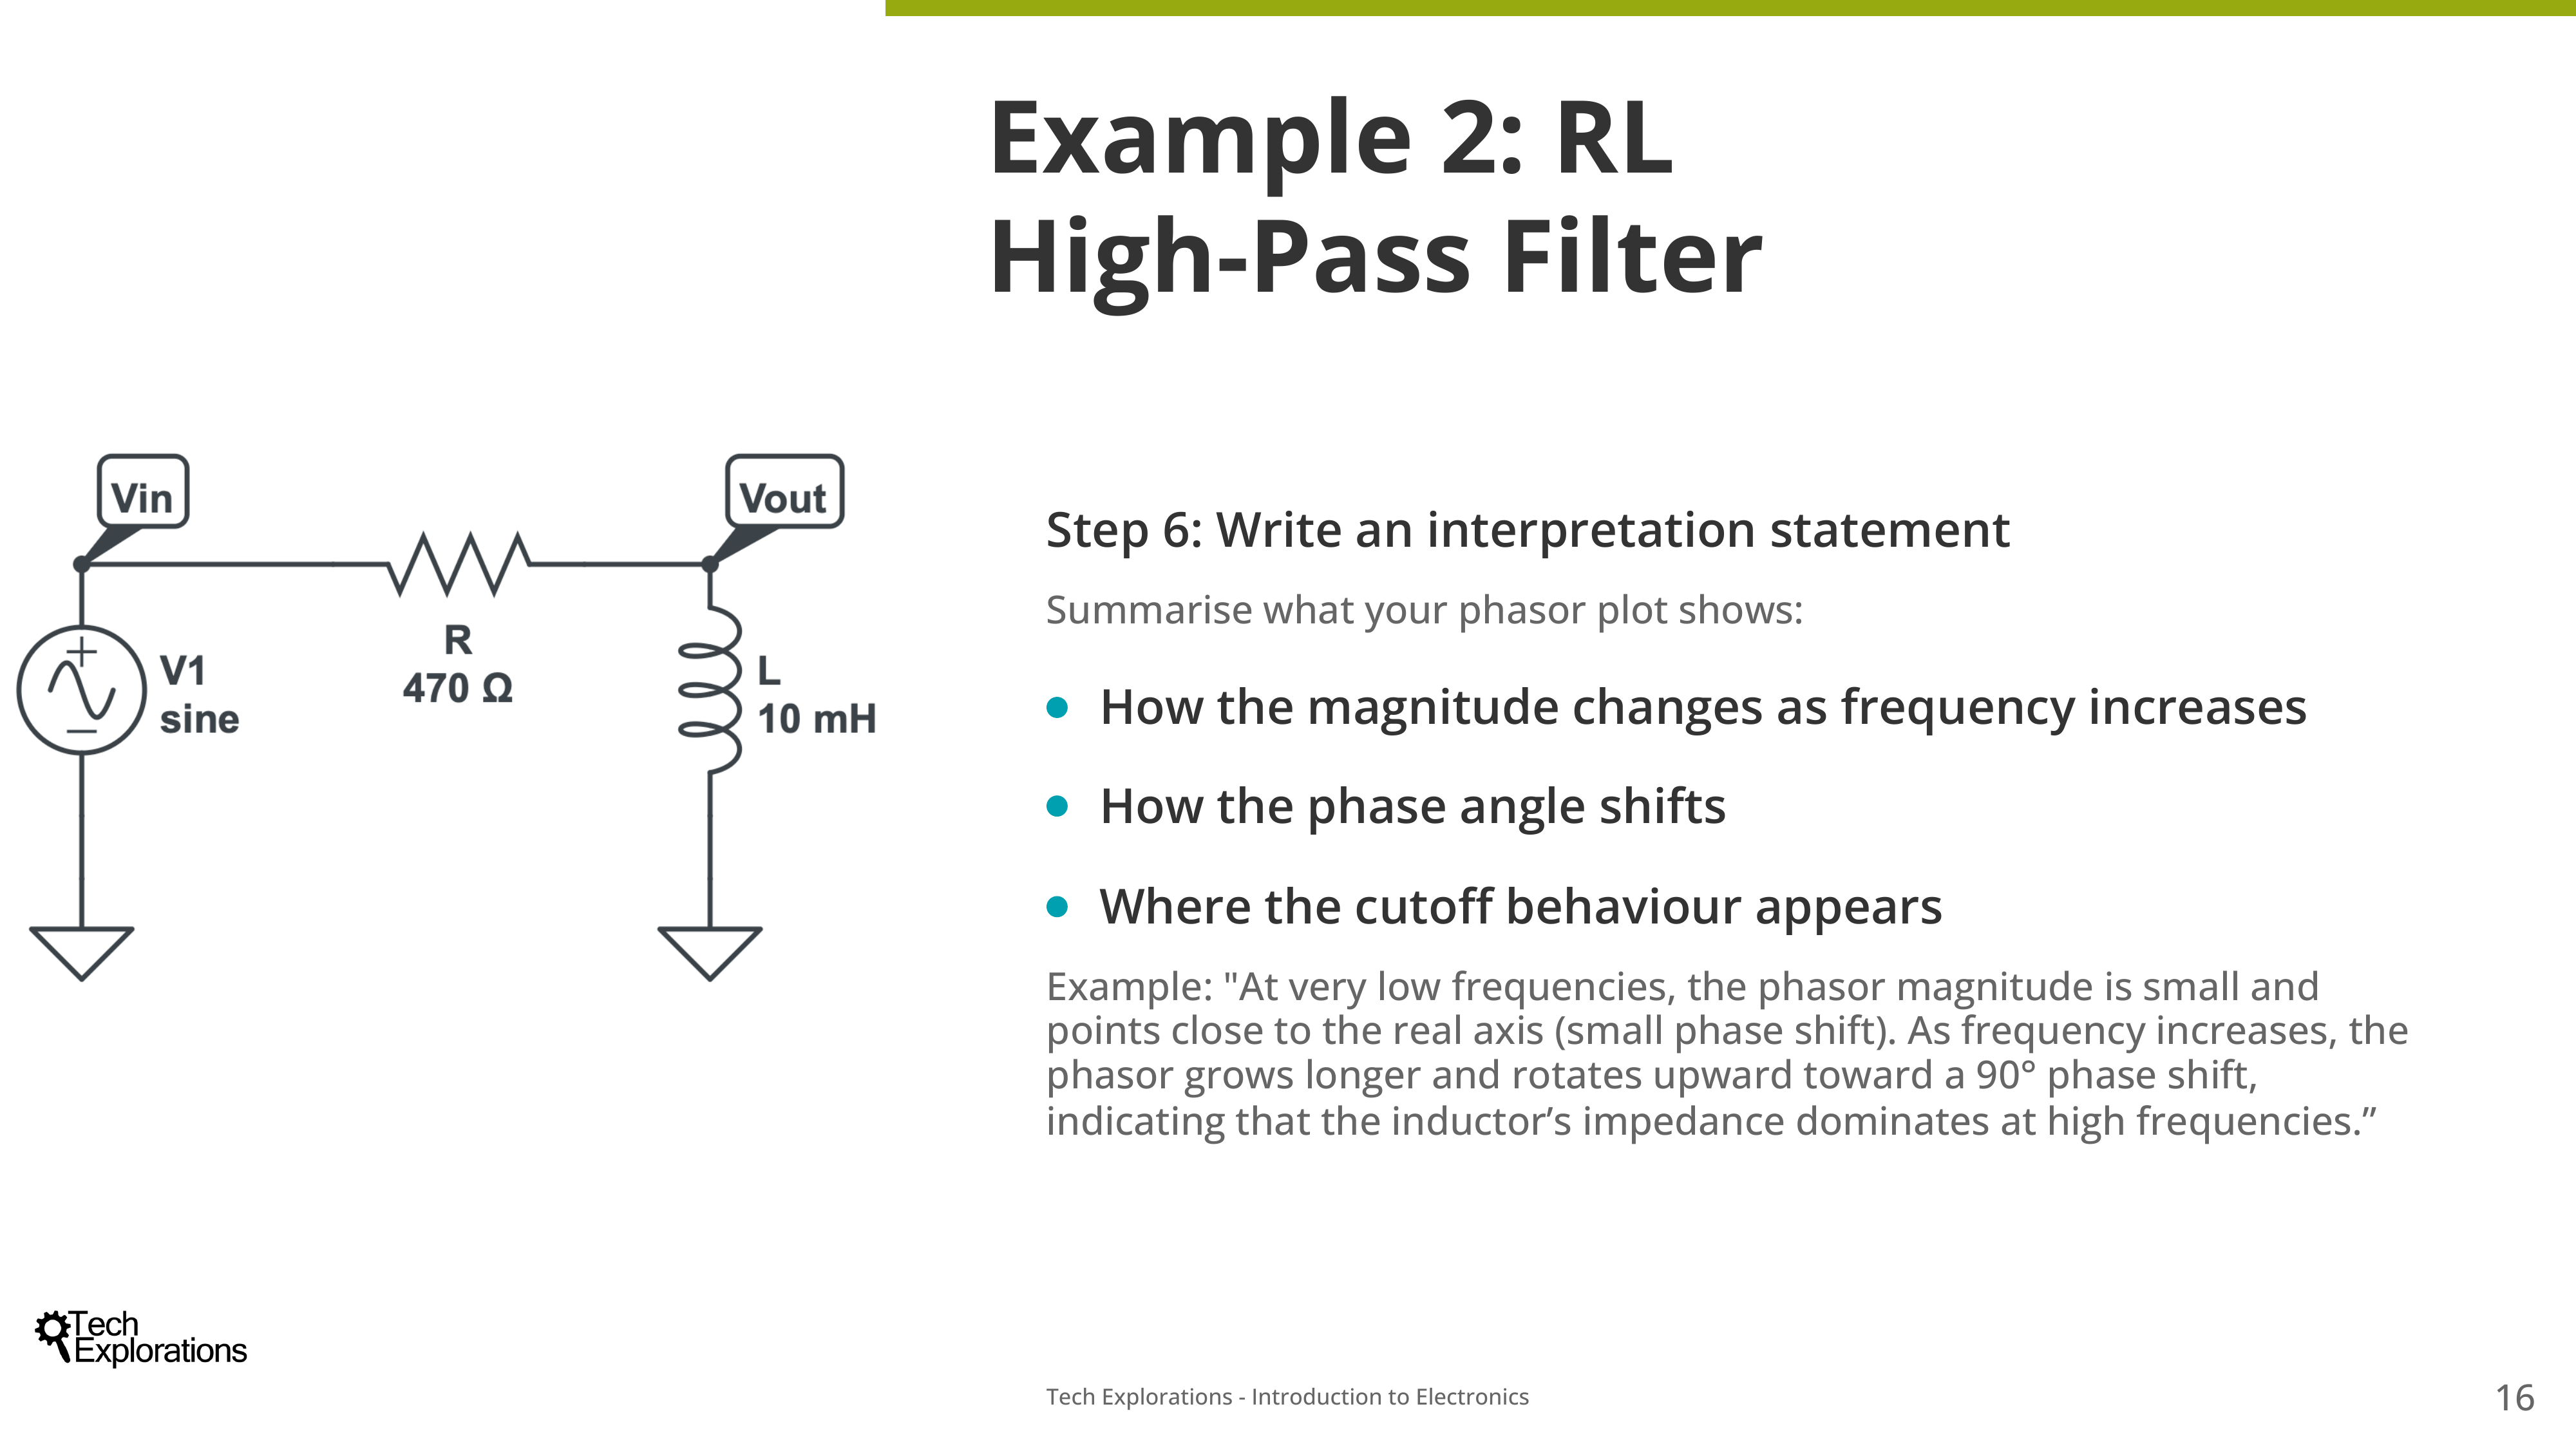 Example 2: RL
High-Pass Filter
Vin
Vout
R
470 Ω
V1
sine
L
10 mH
Step 6: Write an interpretation statement
Summarise what your phasor plot shows:
How the magnitude changes as frequency increases
How the phase angle shifts
Where the cutoff behaviour appears
Example: "At very low frequencies, the phasor magnitude is small and
points close to the real axis (small phase shift). As frequency increases, the
phasor grows longer and rotates upward toward a 90° phase shift,
indicating that the inductor’s impedance dominates at high frequencies.”
Tech
Explorations
Tech Explorations - Introduction to Electronics
16